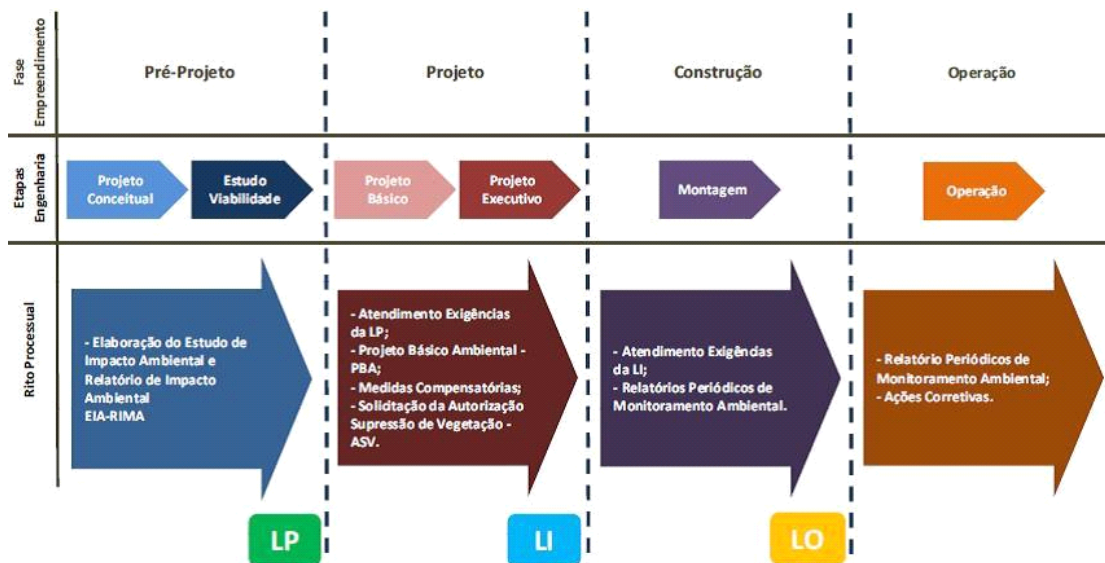 Fase
Empreendimento
Pré-Projeto
Projeto
Construção
Operação
Etapas
Engenharia
Projeto
Conceitual
Estudo
Viabilidade
Projeto
Básico
Projeto
Executivo
Montagem
Operação
Rito Processual
- Elaboração do Estudo de
Impacto Ambiental e
Relatório de Impacto
Ambiental
EIA-RIMA
- Atendimento Exigências
da LP;
- Projeto Básico Ambiental -
PBA;
- Medidas Compensatórias;
- Solicitação da Autorização
Supressão de Vegetação -
ASV.
- Atendimento Exigências
da LI;
- Relatórios Periódicos de
Monitoramento Ambiental.
- Relatório Periódicos de
Monitoramento Ambiental;
- Ações Corretivas.
LP
LI
LO